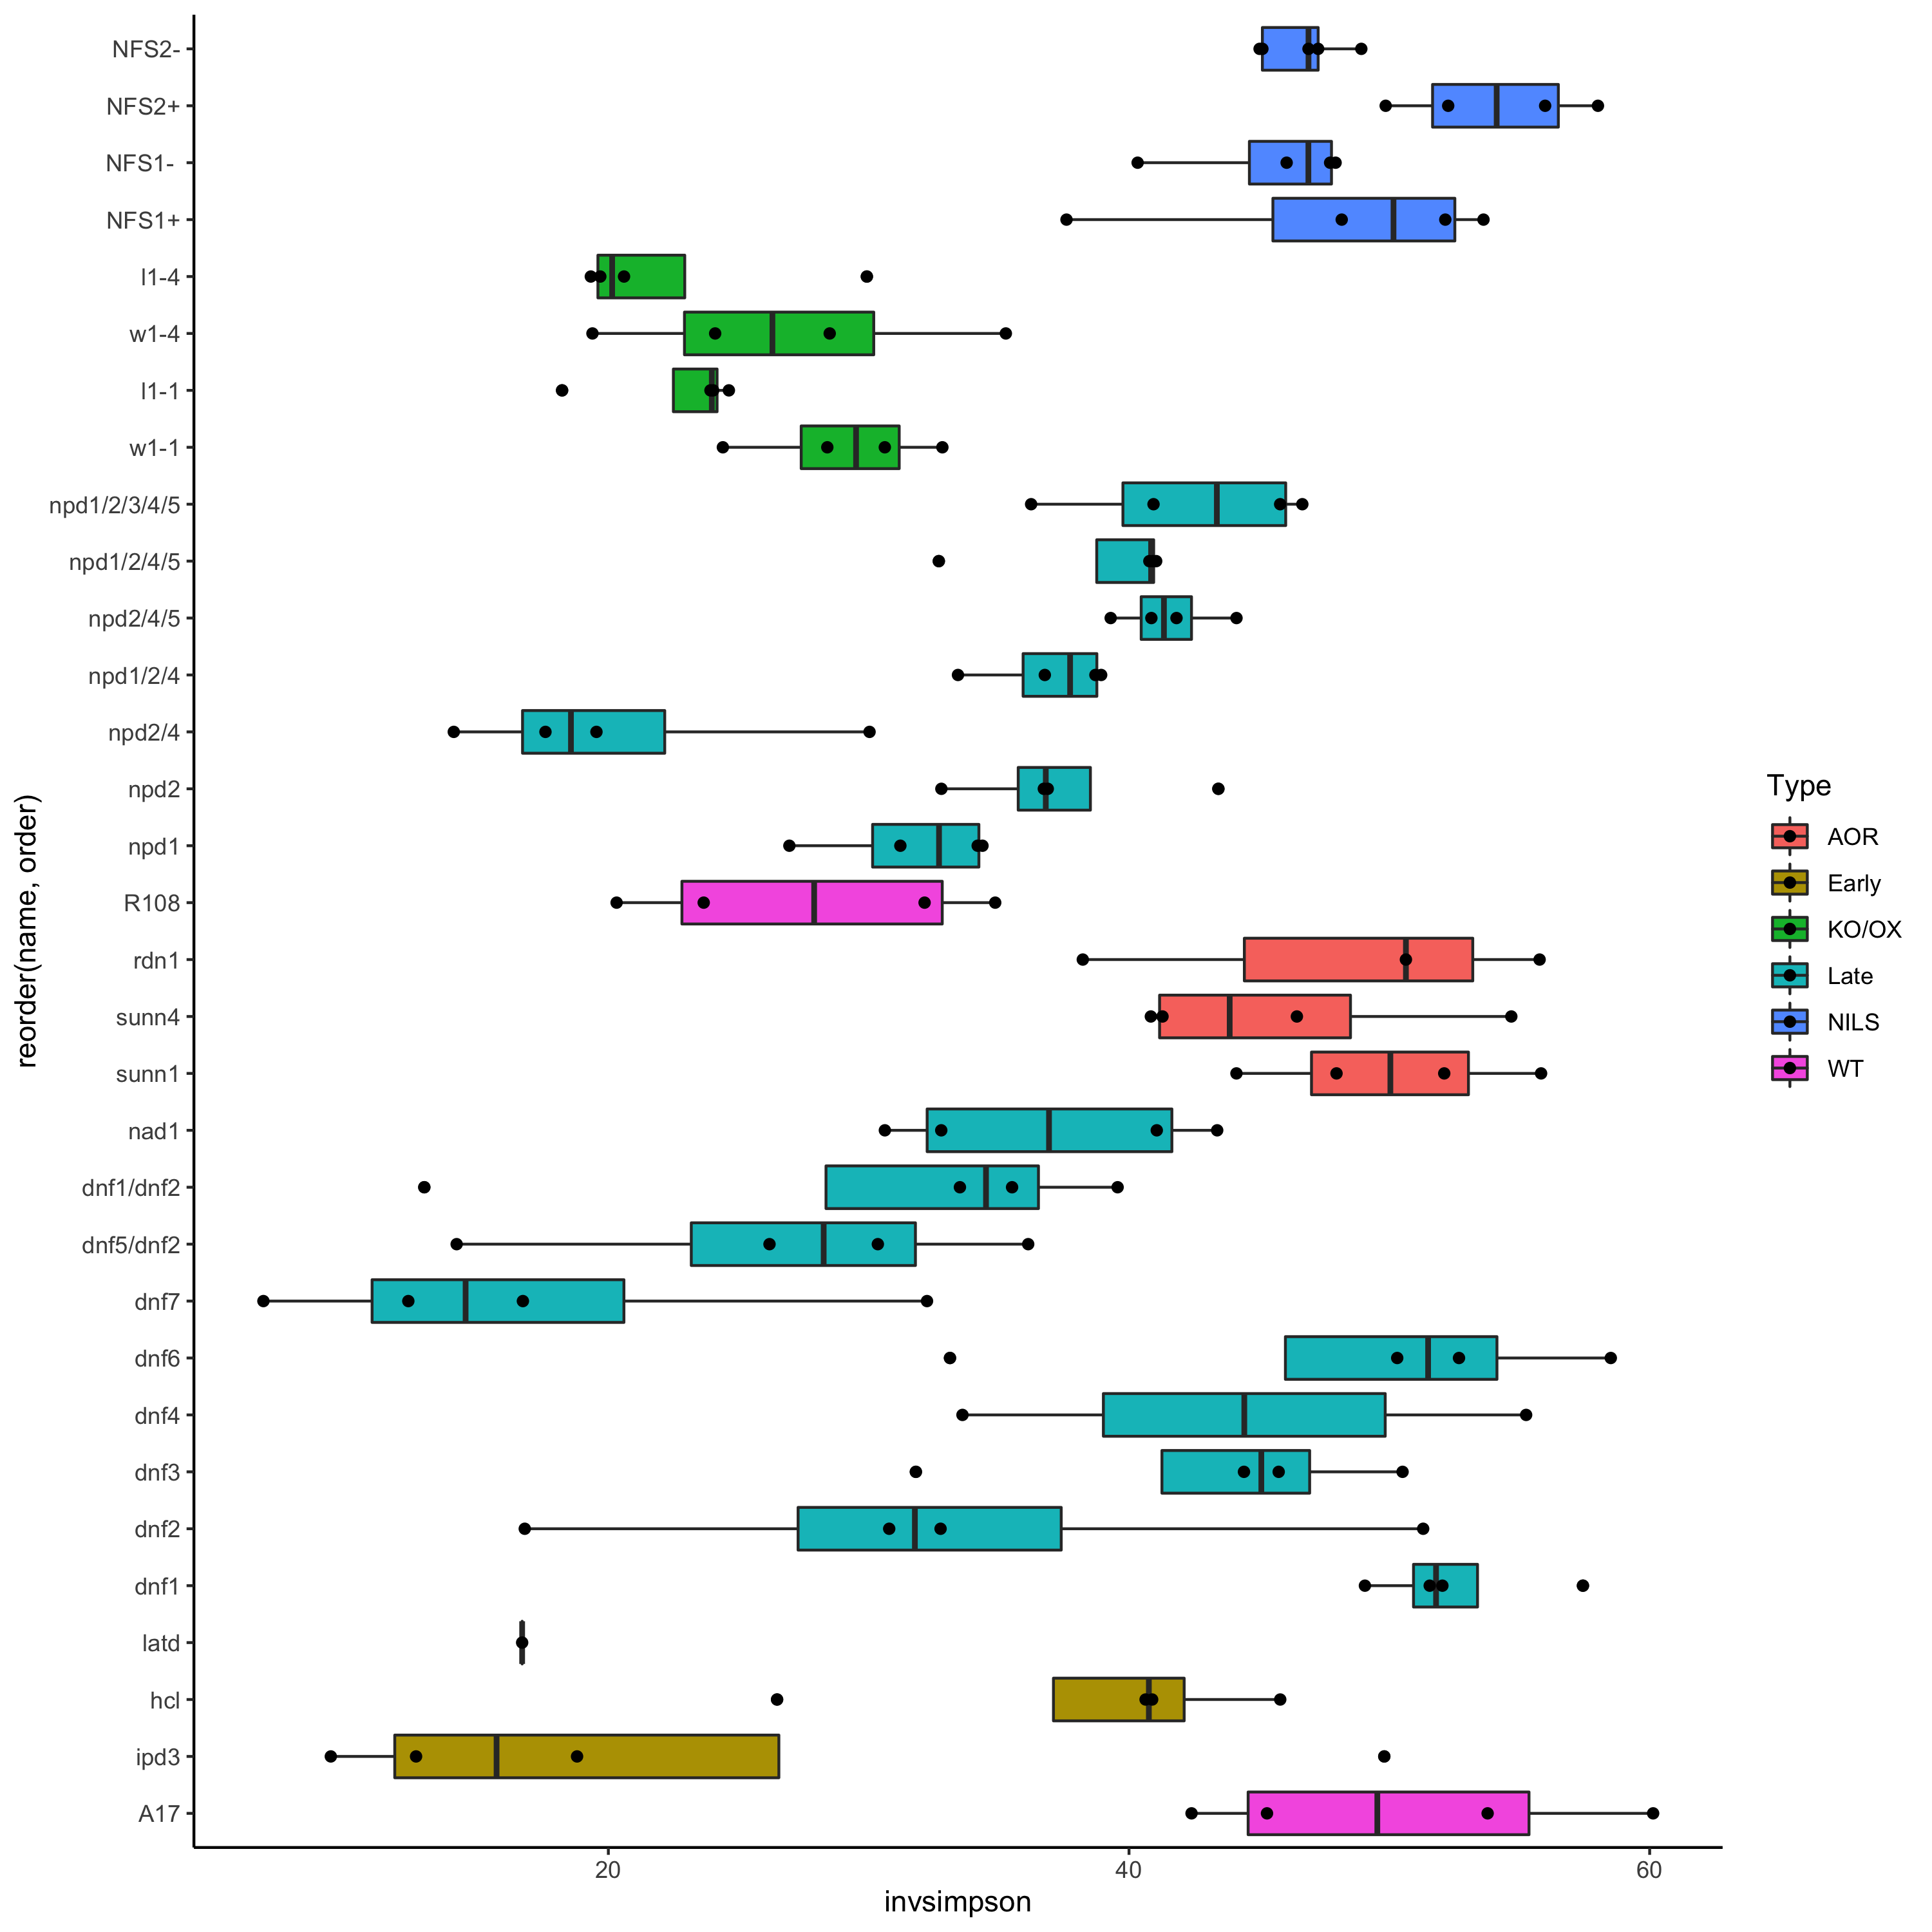 NFS2-
NFS2+
NFS1-
NFS1+
l1-4
w1-4
l1-1
w1-1
npd1/2/3/4/5
npd1/2/4/5
npd2/4/5
npd1/2/4
npd2/4
npd2
npd1
R108
rdn1
sunn4
sunn1
nad1
dnf1/dnf2
dnf5/dnf2
dnf7
dnf6
dnf4
dnf3
dnf2
dnf1
latd
hcl
ipd3
A17
reorder(name, order)
20 40 60
invsimpson
Type
AOR
Early
KO/OX
Late
NILS
WT